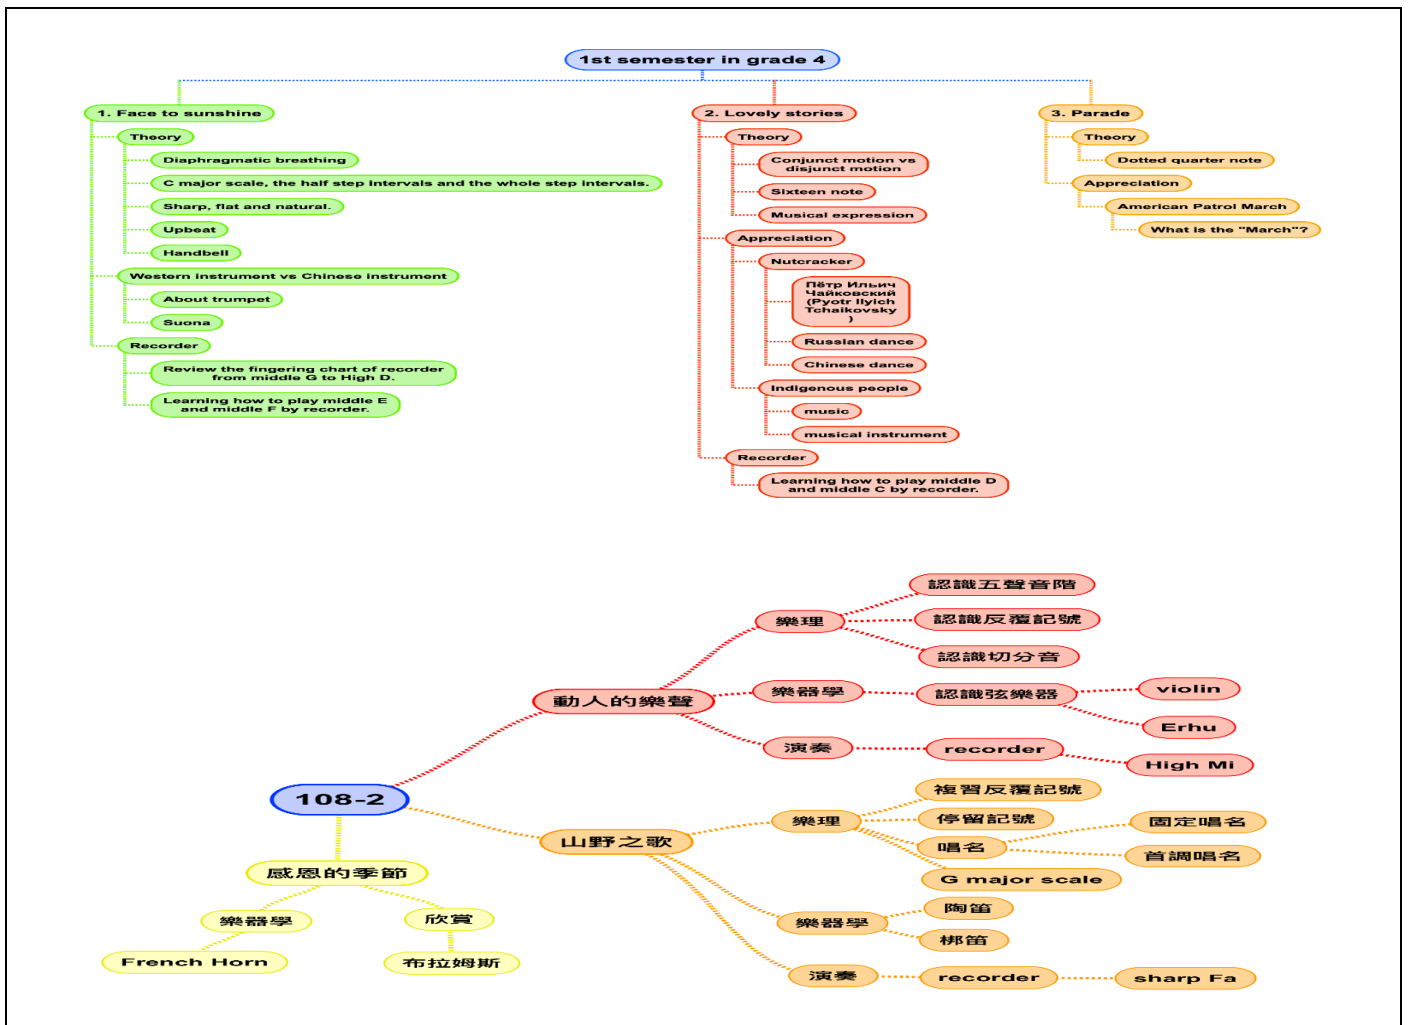 1st semester in grade 4
1. Face to sunshine
Theory
Diaphragmatic breathing
C major scale, the half step intervals and the whole step intervals.
Sharp, flat and natural.
Upbeat
Handbell
Western instrument vs Chinese instrument
About trumpet
Suona
Recorder
Review the fingering chart of recorder
from middle G to High D.
Learning how to play middle E
and middle F by recorder.
2. Lovely stories
Theory
Conjunct motion vs
disjunct motion
Sixteen note
Musical expression
Appreciation
Nutcracker
Пётр Ильич
Чайковский
(Pyotr Ilyich
Tchaikovsky
)
Russian dance
Chinese dance
Indigenous people
music
musical instrument
Recorder
Learning how to play middle D
and middle C by recorder.
3. Parade
Theory
Dotted quarter note
Appreciation
American Patrol March
What is the "March"?
108-2
動人的樂聲
樂理
認識五聲音階
認識反覆記號
認識切分音
樂器學
認識弦樂器
violin
Erhu
演奏
recorder
High Mi
山野之歌
樂理
複習反覆記號
停留記號
唱名
固定唱名
首調唱名
G major scale
樂器學
陶笛
梆笛
演奏
recorder
sharp Fa
感恩的季節
樂器學
French Horn
欣賞
布拉姆斯